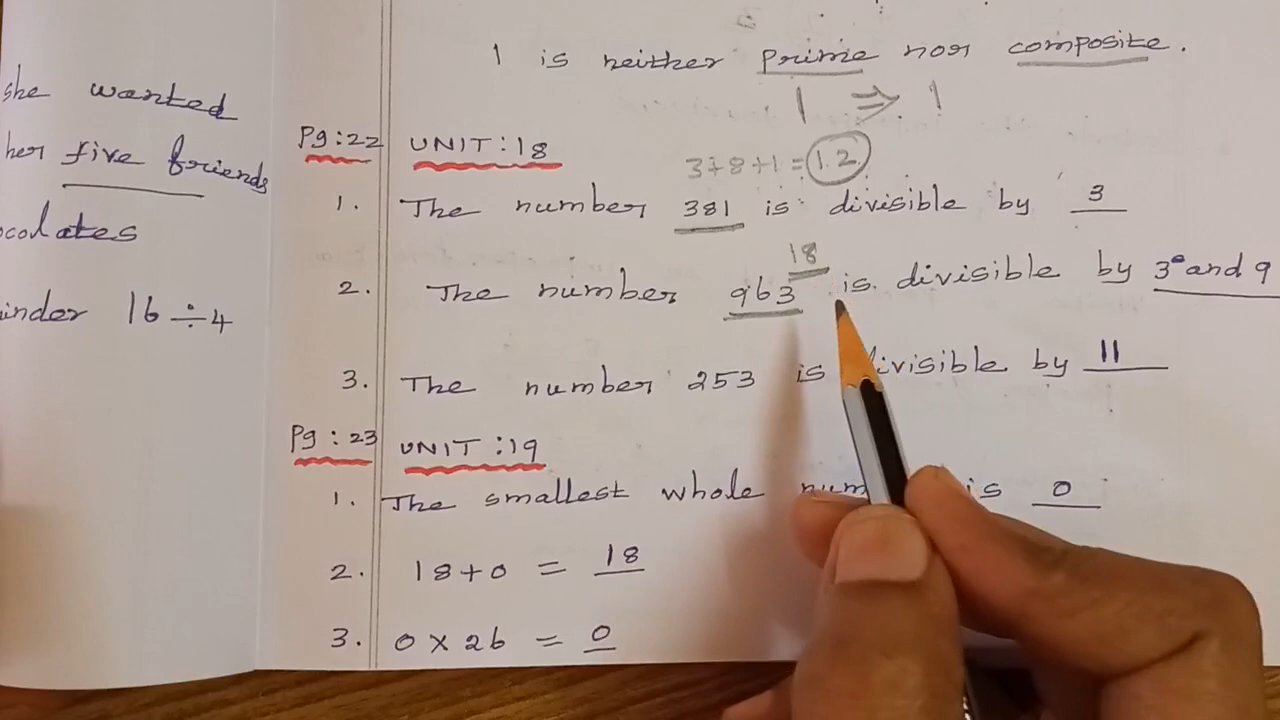 she wanted
her five friends
colates
inder 16 ÷ 4
1 is neither prime nor composite.
1 ⇒ 1
Pg:22 UNIT:18
3+8+1=12
1. The number 381 is divisible by 3
18
2. The number 963 is divisible by 3 and 9
3. The number 253 is divisible by 11
Pg:23 UNIT:19
1. The smallest whole is 0
2. 18+0 = 18
3. 0 x 26 = 0